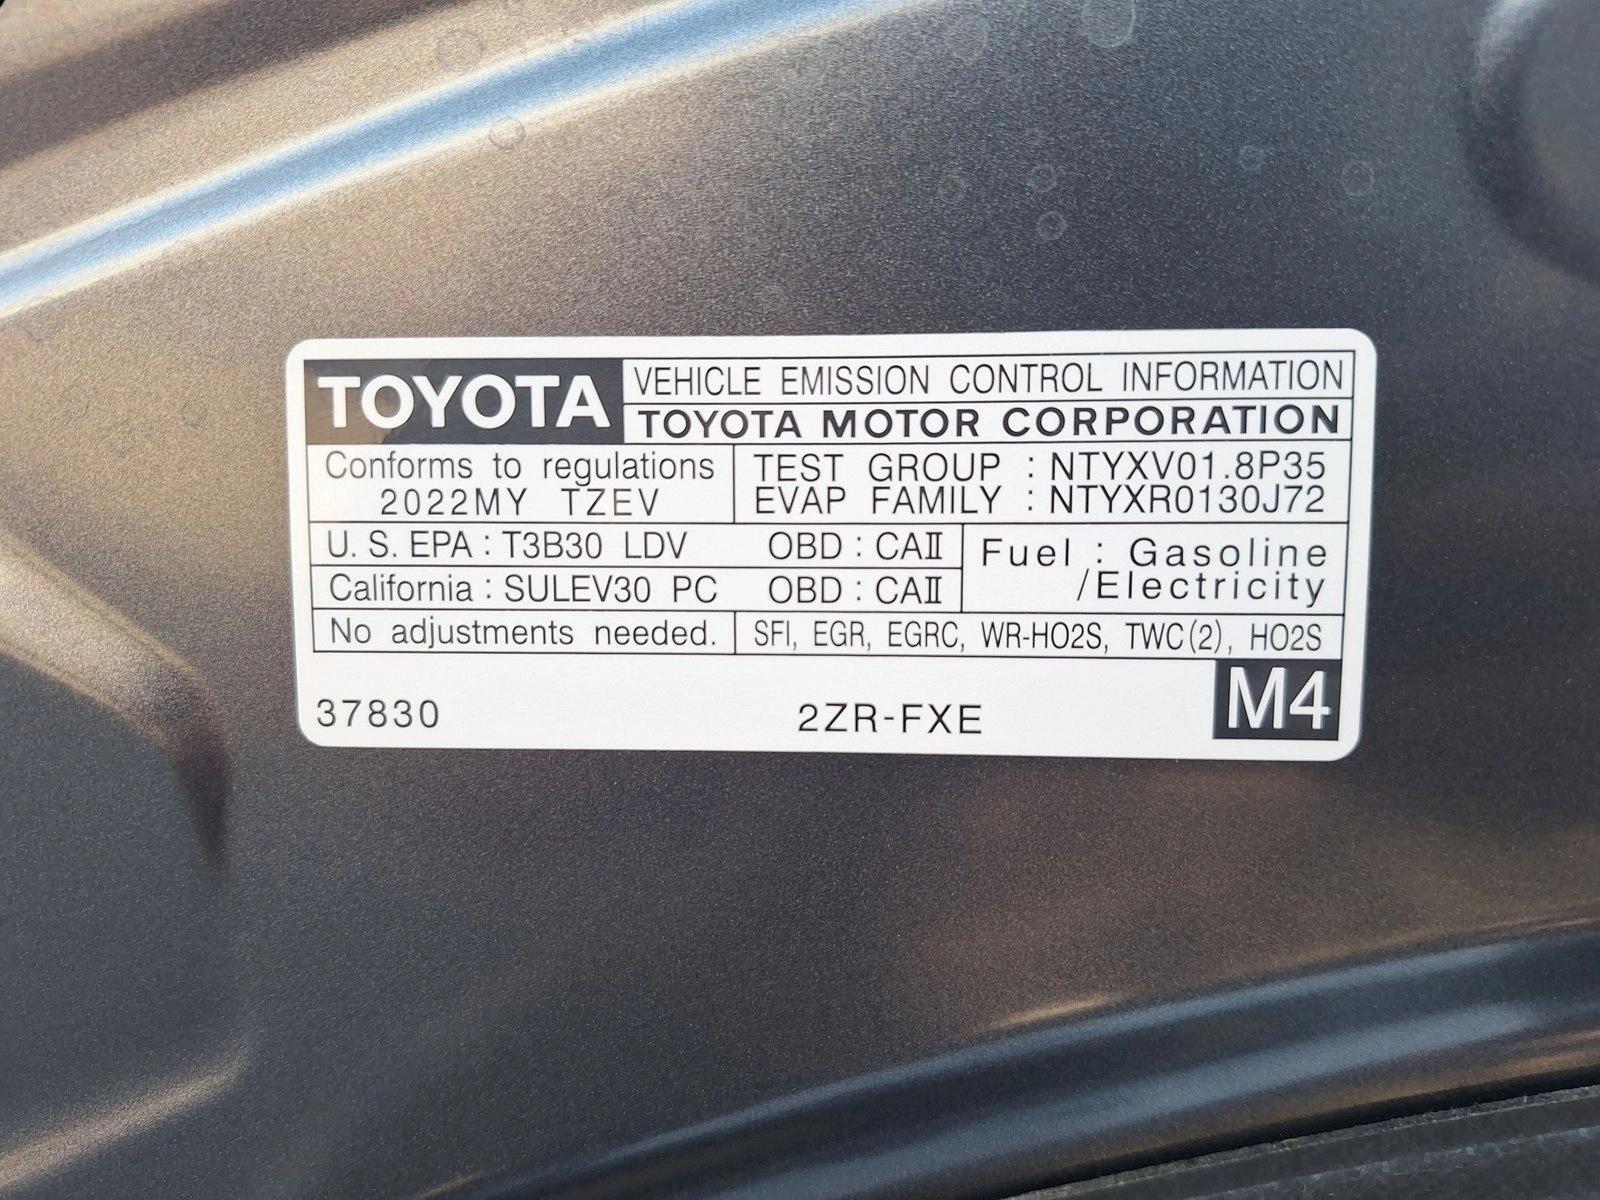 TOYOTA VEHICLE EMISSION CONTROL INFORMATION
TOYOTA MOTOR CORPORATION
Conforms to regulations
2022MY TZEV
TEST GROUP : NTYXV01.8P35
EVAP FAMILY : NTYXR0130J72
U. S. EPA : T3B30 LDV OBD : CAⅡ
California : SULEV30 PC OBD : CAⅡ
Fuel : Gasoline
/Electricity
No adjustments needed. SFI, EGR, EGRC, WR-HO2S, TWC(2), HO2S
37830 2ZR-FXE M4